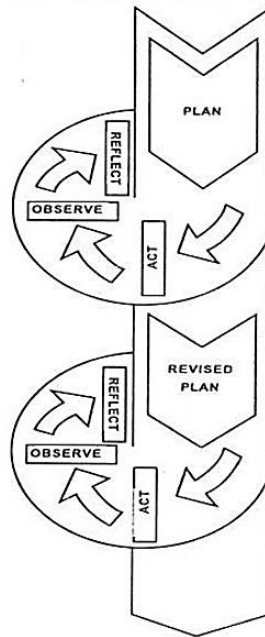 PLAN
REFLECT
OBSERVE
ACT
REVISED
PLAN
REFLECT
OBSERVE
ACT